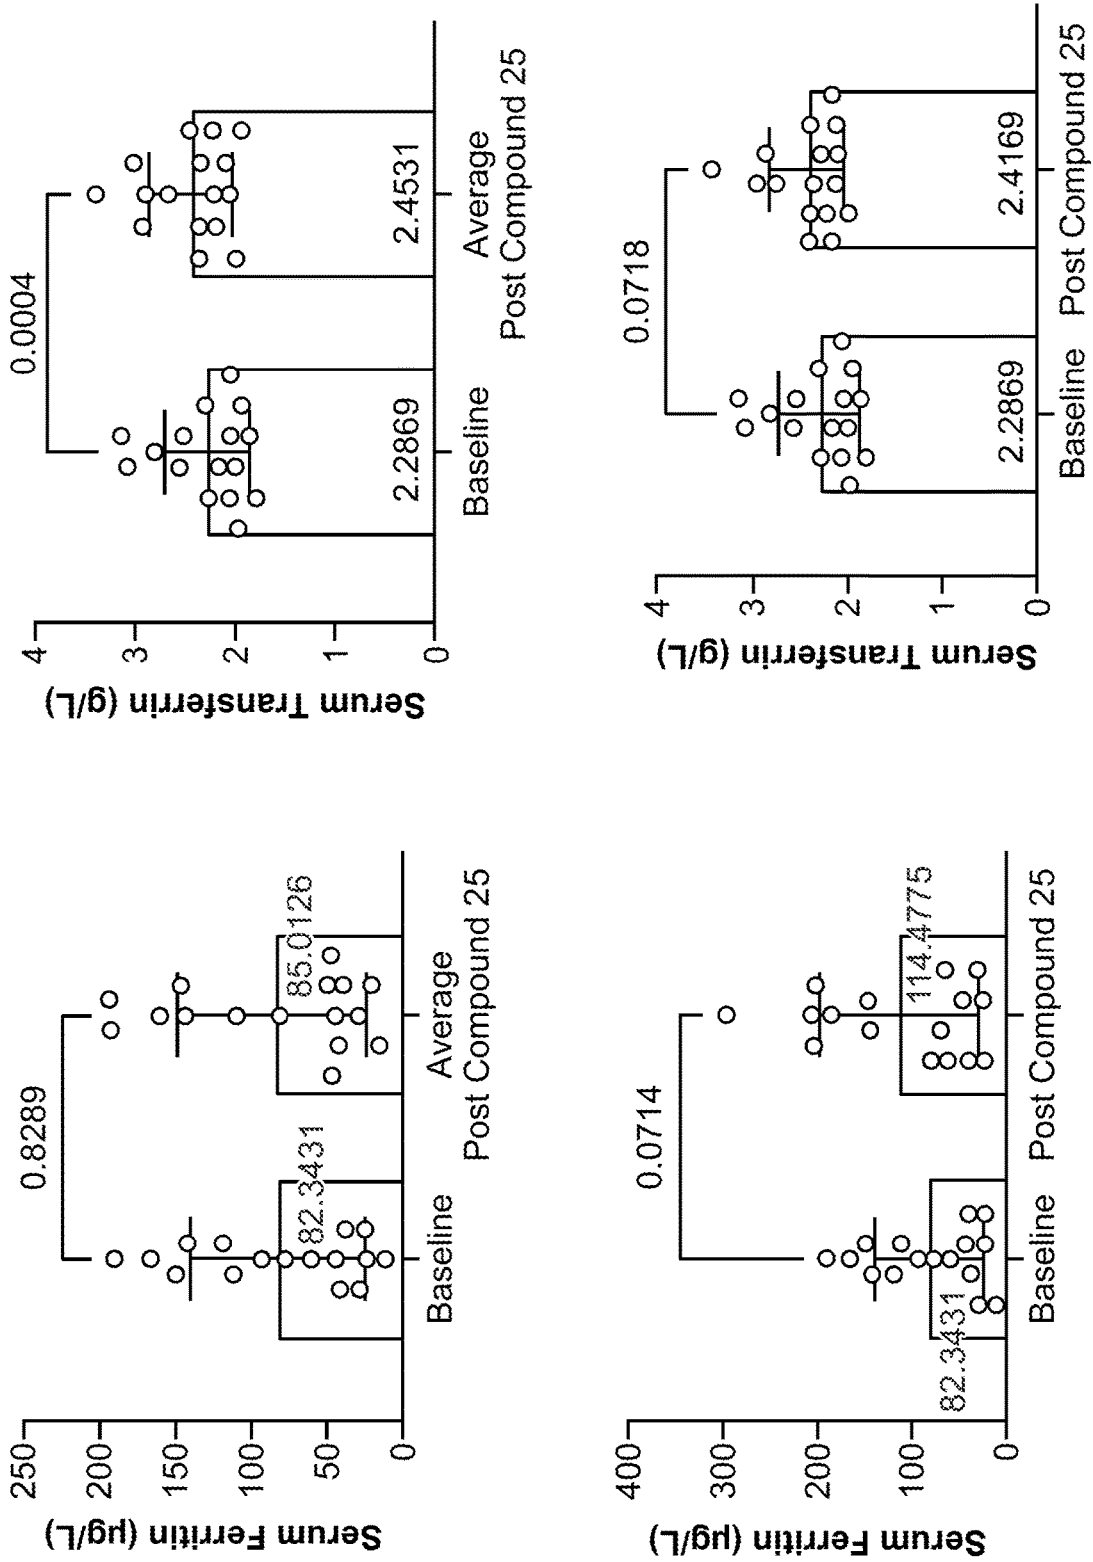 Serum Ferritin (µg/L)
250
200
150
100
50
0
0.8289
82.3431
85.0126
Baseline
Average
Post Compound 25
Serum Transferrin (g/L)
4
3
2
1
0
0.0004
2.2869
2.4531
Baseline
Average
Post Compound 25
Serum Ferritin (µg/L)
400
300
200
100
0
0.0714
82.3431
114.4775
Baseline
Post Compound 25
Serum Transferrin (g/L)
4
3
2
1
0
0.0718
2.2869
2.4169
Baseline
Post Compound 25